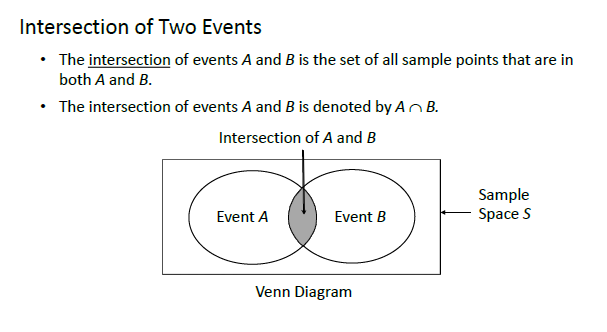 Intersection of Two Events
• The intersection of events A and B is the set of all sample points that are in
both A and B.
• The intersection of events A and B is denoted by A ∩ B.
Intersection of A and B
Event A
Event B
Sample
Space S
Venn Diagram